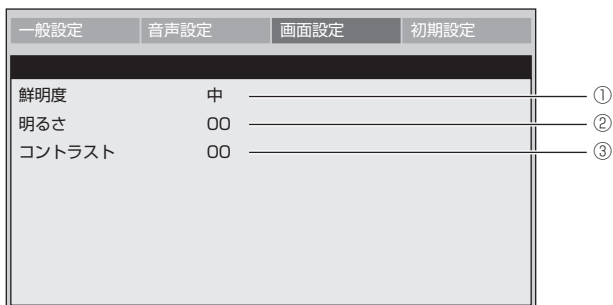 一般設定 音声設定 画面設定 初期設定
鮮明度 中 ①
明るさ 00 ②
コントラスト 00 ③